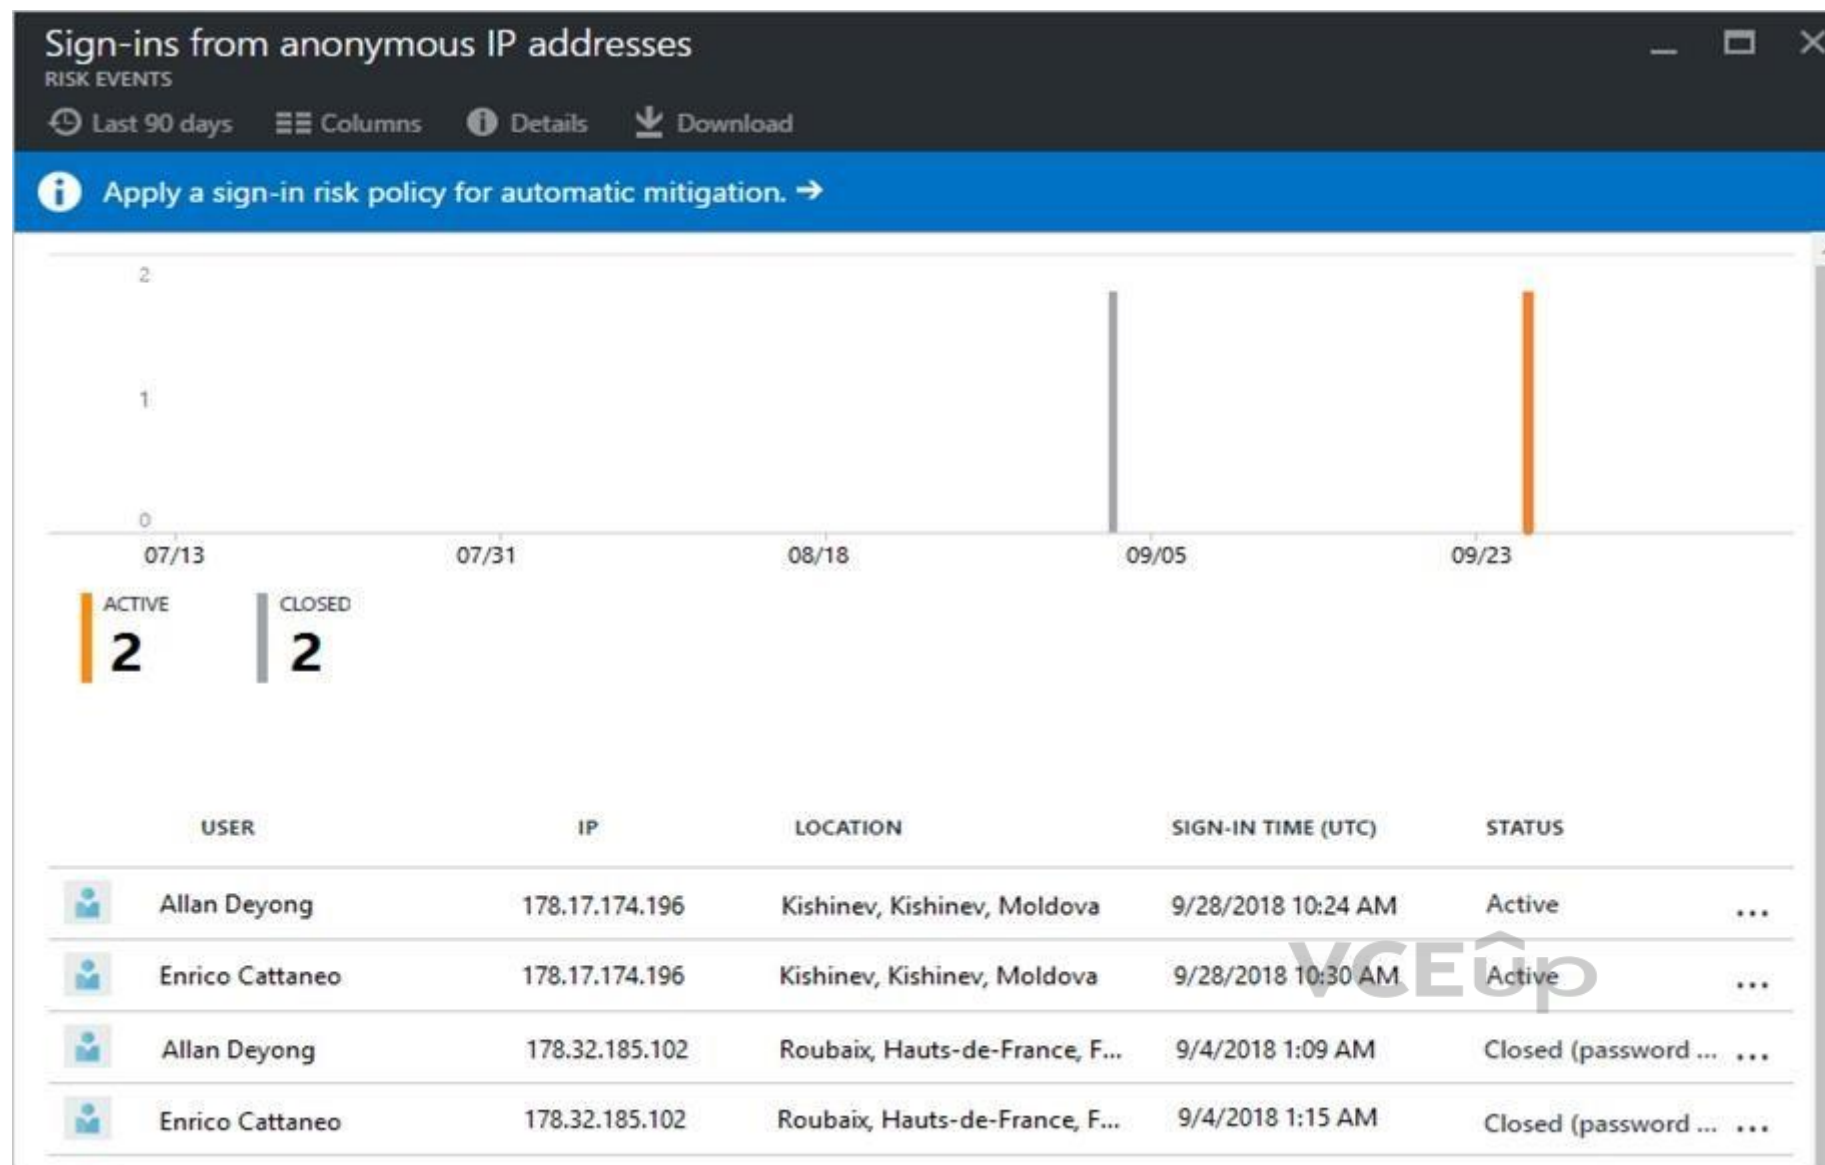 Sign-ins from anonymous IP addresses
RISK EVENTS
Last 90 days Columns Details Download
Apply a sign-in risk policy for automatic mitigation. →
2
1
0
07/13 07/31 08/18 09/05 09/23
ACTIVE CLOSED
2 2
USER IP LOCATION SIGN-IN TIME (UTC) STATUS
Allan Deyong 178.17.174.196 Kishinev, Kishinev, Moldova 9/28/2018 10:24 AM Active ...
Enrico Cattaneo 178.17.174.196 Kishinev, Kishinev, Moldova 9/28/2018 10:30 AM Active ...
VCEûp
Allan Deyong 178.32.185.102 Roubaix, Hauts-de-France, F... 9/4/2018 1:09 AM Closed (password ... ...
Enrico Cattaneo 178.32.185.102 Roubaix, Hauts-de-France, F... 9/4/2018 1:15 AM Closed (password ... ...